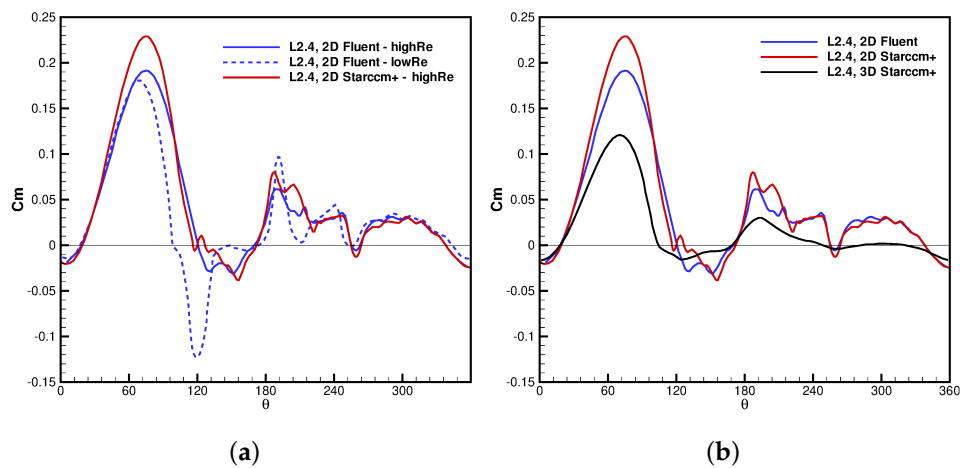 0.25
0.2
0.15
0.1
0.05
0
-0.05
-0.1
-0.15
Cm
0 60 120 180 240 300
θ
L2.4, 2D Fluent - highRe
L2.4, 2D Fluent - lowRe
L2.4, 2D Starccm+ - highRe
(a)
0.25
0.2
0.15
0.1
0.05
0
-0.05
-0.1
-0.15
Cm
0 60 120 180 240 300 360
θ
L2.4, 2D Fluent
L2.4, 2D Starccm+
L2.4, 3D Starccm+
(b)